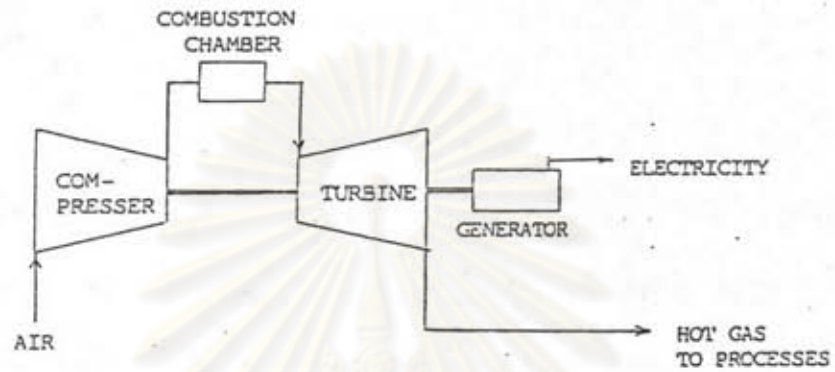 COMBUSTION
CHAMBER
COM-
PRESSER
TURBINE
GENERATOR
ELECTRICITY
AIR
HOT GAS
TO PROCESSES